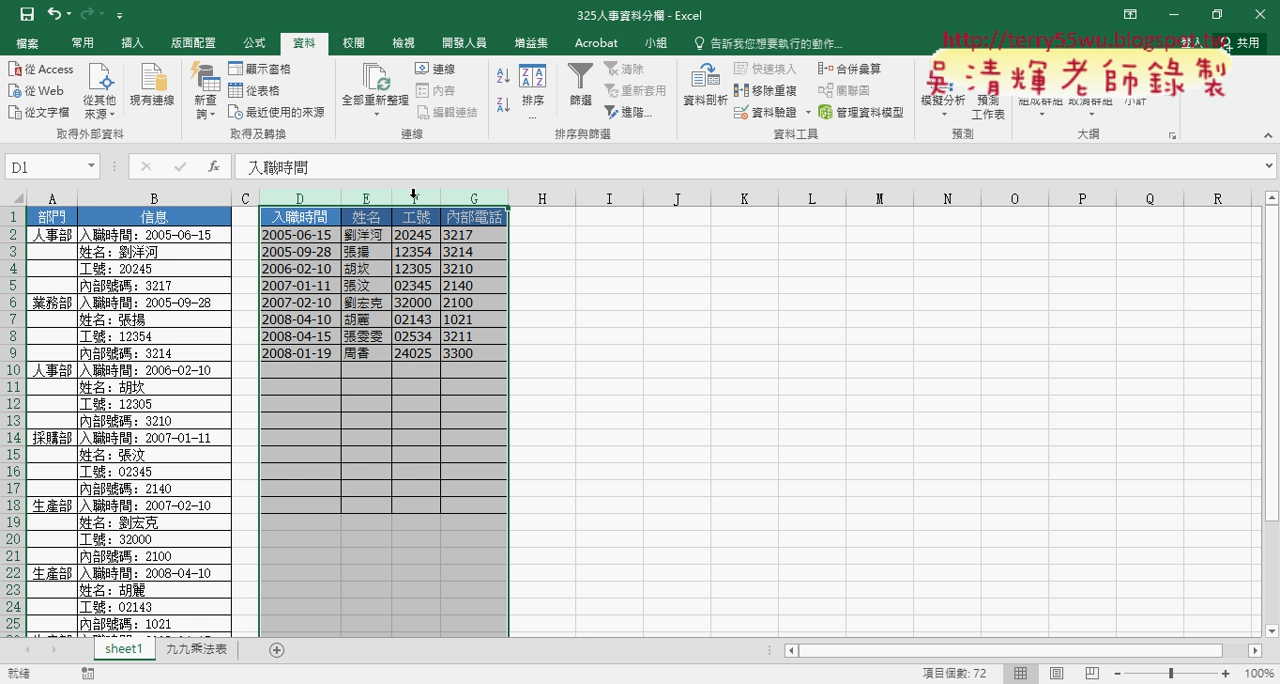 325人事資料分欄 - Excel
檔案 常用 插入 版面配置 公式 資料 校閱 檢視 開發人員 增益集 Acrobat 小組 告訴我您想要執行的動作... 登入 共用
http://terry55wu.blogspot.tw
吳清輝老師錄製
從 Access
從 Web
從文字檔
從其他來源
現有連線
取得外部資料
新查詢
顯示窗格
從表格
最近使用的來源
取得及轉換
全部重新整理
連線
內容
編輯連結
連線
排序...
篩選
清除
重新套用
進階...
排序與篩選
資料剖析
快速填入
移除重複
資料驗證
合併彙算
關聯圖
管理資料模型
資料工具
模擬分析
預測工作表
預測
組成群組 取消群組 小計
大綱
D1 fx 入職時間
A B C D E F G H I J K L M N O P Q R
1 部門 信息 入職時間 姓名 工號 內部電話
2 人事部 入職時間：2005-06-15 2005-06-15 劉洋河 20245 3217
3 姓名：劉洋河 2005-09-28 張揚 12354 3214
4 工號：20245 2006-02-10 胡坎 12305 3210
5 內部號碼：3217 2007-01-11 張汶 02345 2140
6 業務部 入職時間：2005-09-28 2007-02-10 劉宏克 32000 2100
7 姓名：張揚 2008-04-10 胡麗 02143 1021
8 工號：12354 2008-04-15 張雯雯 02534 3211
9 內部號碼：3214 2008-01-19 周香 24025 3300
10 人事部 入職時間：2006-02-10
11 姓名：胡坎
12 工號：12305
13 內部號碼：3210
14 採購部 入職時間：2007-01-11
15 姓名：張汶
16 工號：02345
17 內部號碼：2140
18 生產部 入職時間：2007-02-10
19 姓名：劉宏克
20 工號：32000
21 內部號碼：2100
22 生產部 入職時間：2008-04-10
23 姓名：胡麗
24 工號：02143
25 內部號碼：1021
sheet1 九九乘法表
就緒 項目個數: 72 100%